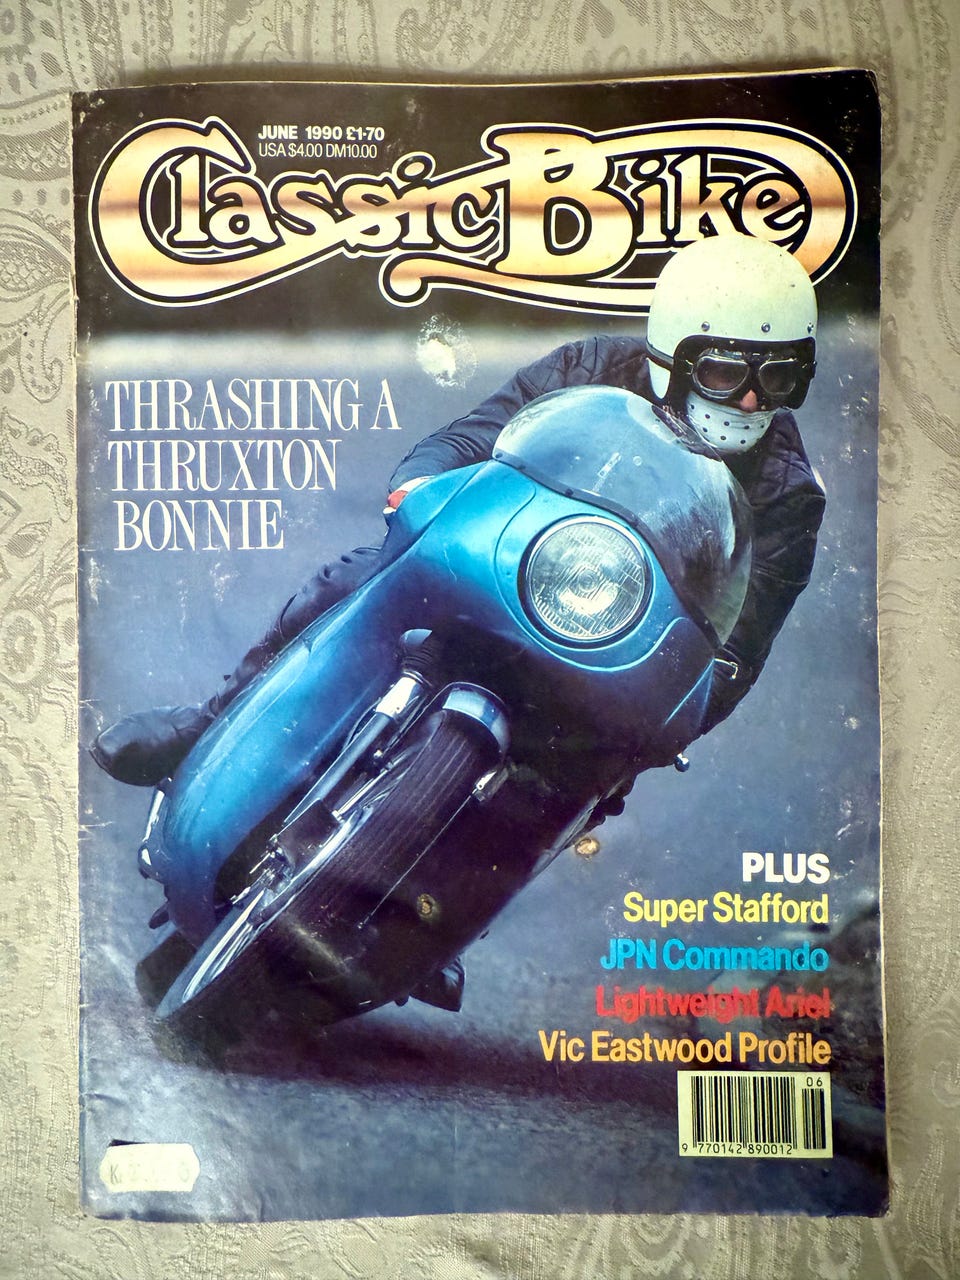 JUNE 1990 £1·70
USA $4.00 DM10.00
Classic Bike
THRASHING A
THRUXTON
BONNIE
PLUS
Super Stafford
JPN Commando
Lightweight Ariel
Vic Eastwood Profile
06
9 770142 890012